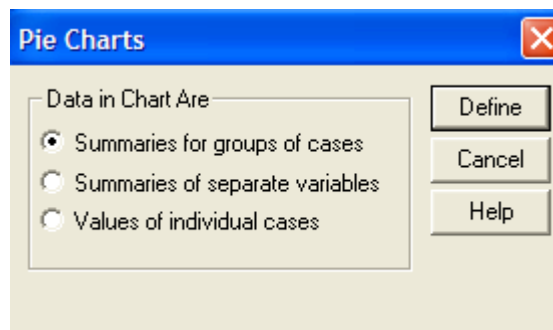 Pie Charts
Data in Chart Are
Summaries for groups of cases
Summaries of separate variables
Values of individual cases
Define
Cancel
Help